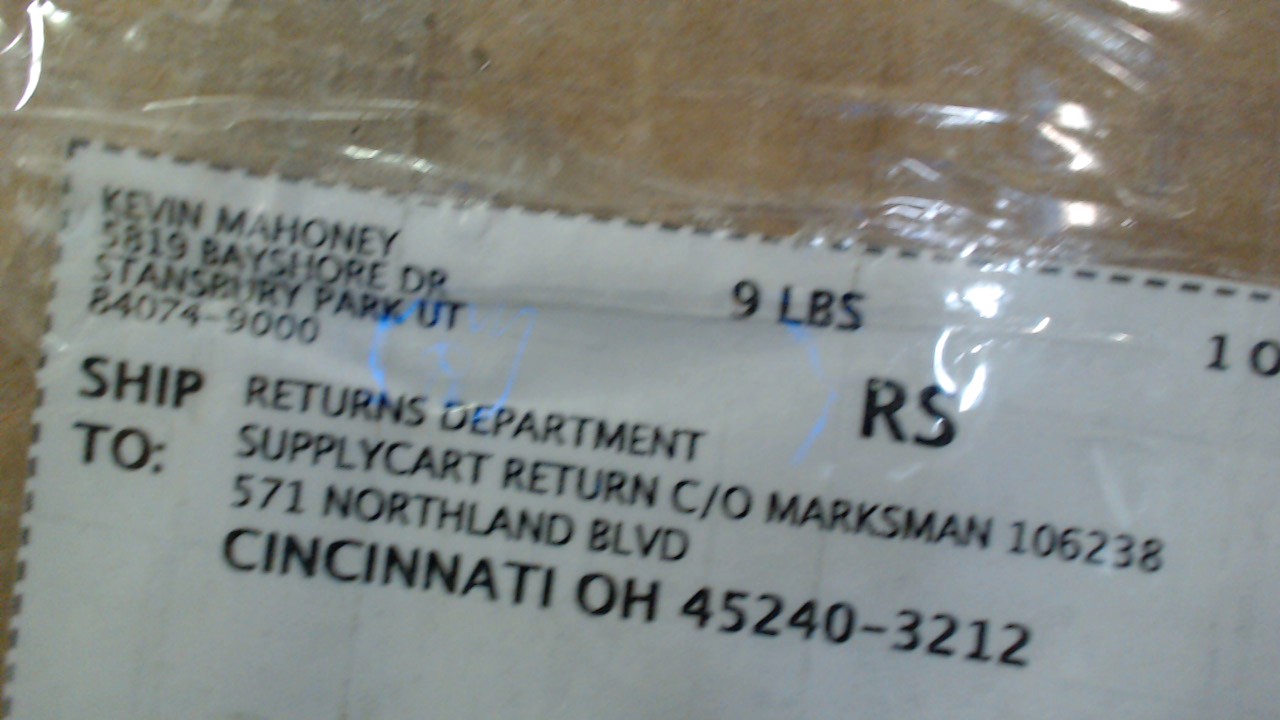 KEVIN MAHONEY
5819 BAYSHORE DR
STANSBURY PARK UT
84074-9000
9 LBS
1 O
RS
SHIP TO:
RETURNS DEPARTMENT
SUPPLYCART RETURN C/O MARKSMAN 106238
571 NORTHLAND BLVD
CINCINNATI OH 45240-3212